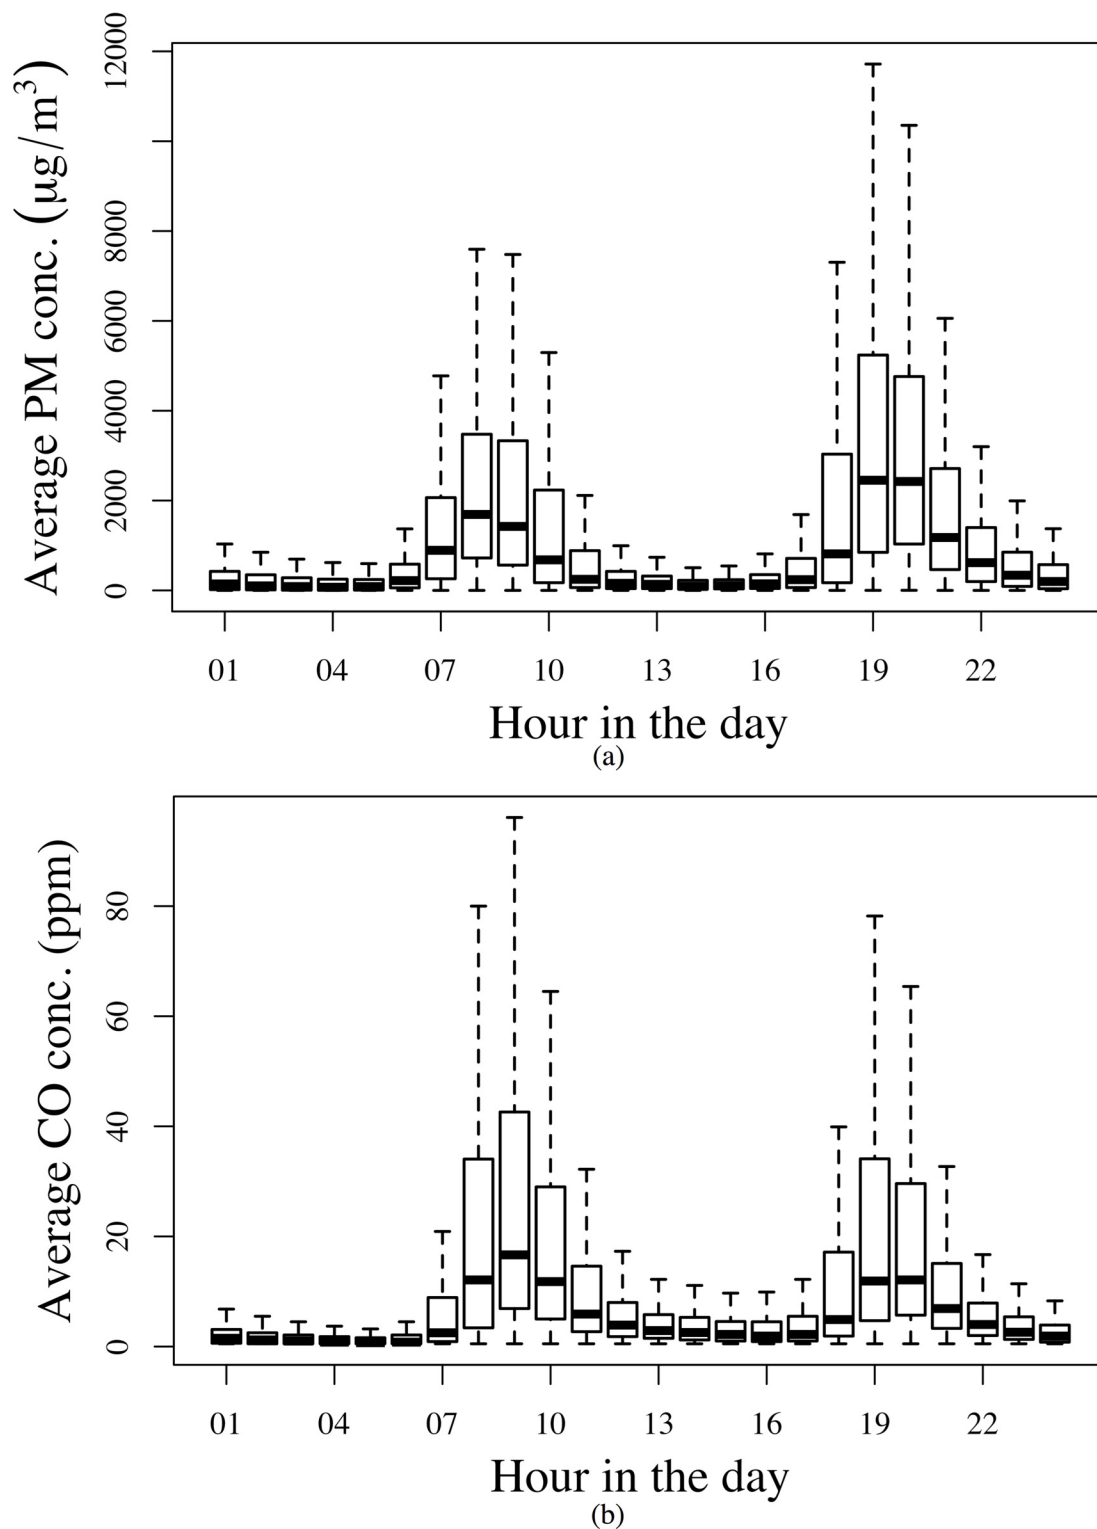 Average PM conc. (μg/m³)
12000
8000
6000
4000
2000
0
01 04 07 10 13 16 19 22
Hour in the day
(a)
Average CO conc. (ppm)
80
60
40
20
0
01 04 07 10 13 16 19 22
Hour in the day
(b)